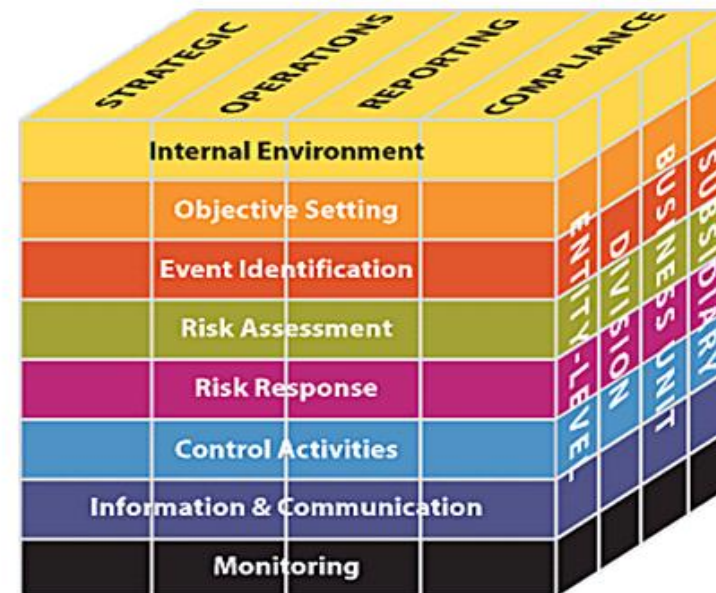 STRATEGIC
OPERATIONS
REPORTING
COMPLIANCE
Internal Environment
Objective Setting
Event Identification
Risk Assessment
Risk Response
Control Activities
Information & Communication
Monitoring
ENTITY-LEVEL
DIVISION
BUSINESS UNIT
SUBSIDIARY